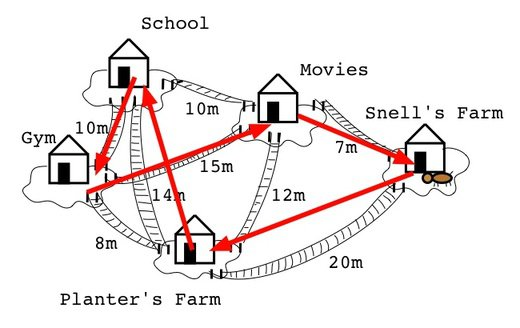 School
Movies
10m
Snell's Farm
Gym
10m
7m
15m
14m
12m
8m
20m
Planter's Farm